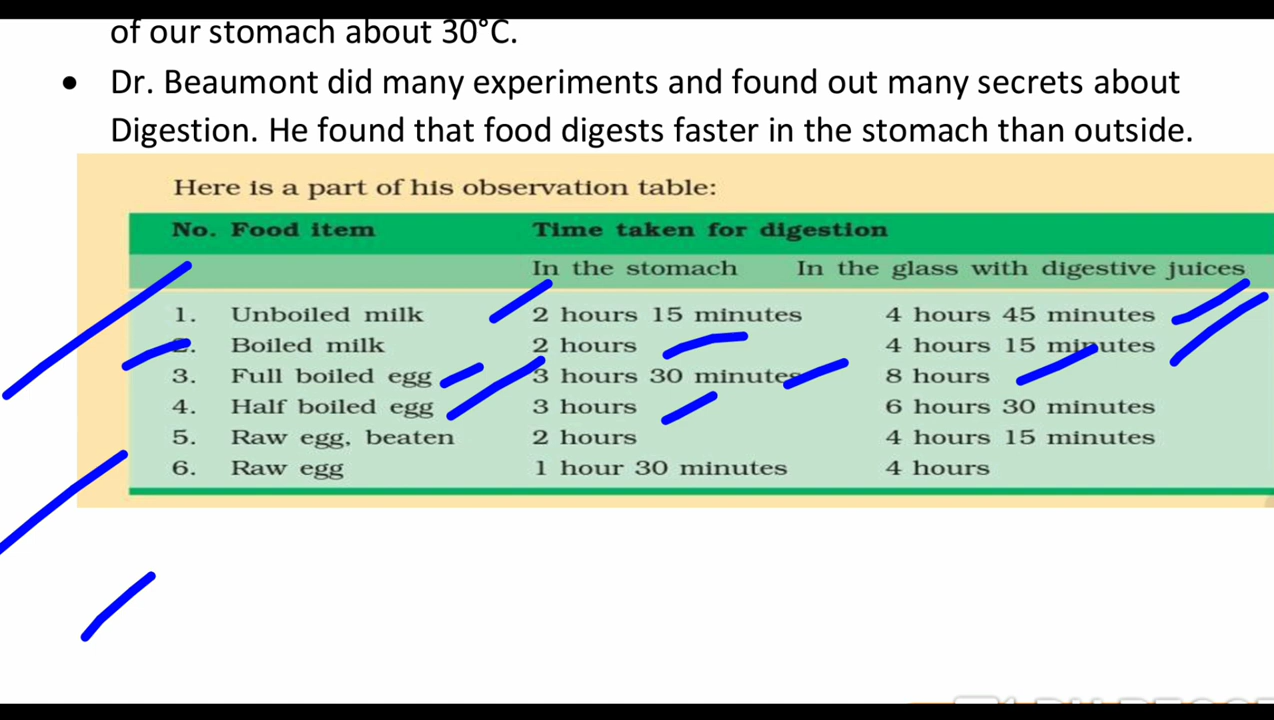 of our stomach about 30°C.
• Dr. Beaumont did many experiments and found out many secrets about
Digestion. He found that food digests faster in the stomach than outside.
Here is a part of his observation table:
No. Food item Time taken for digestion
In the stomach In the glass with digestive juices
1. Unboiled milk 2 hours 15 minutes 4 hours 45 minutes
2. Boiled milk 2 hours 4 hours 15 minutes
3. Full boiled egg 3 hours 30 minutes 8 hours
4. Half boiled egg 3 hours 6 hours 30 minutes
5. Raw egg, beaten 2 hours 4 hours 15 minutes
6. Raw egg 1 hour 30 minutes 4 hours